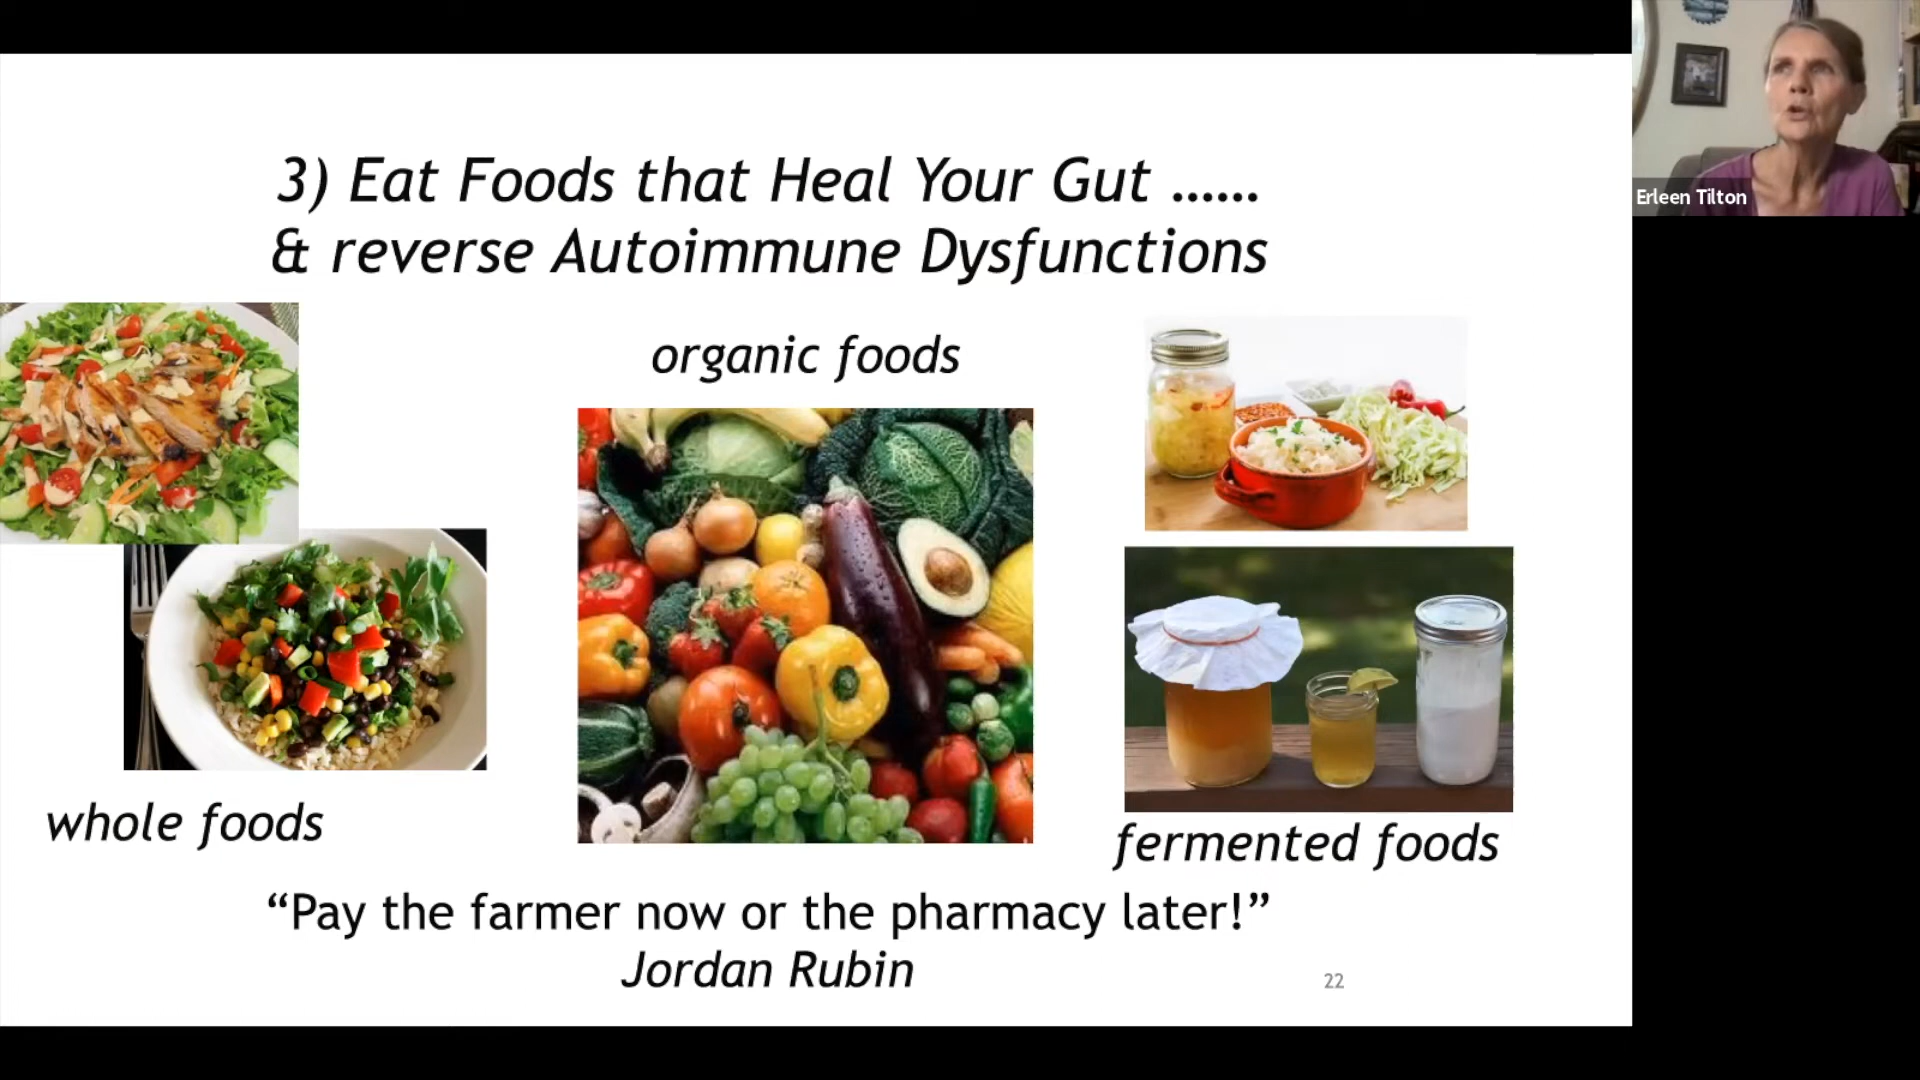 3) Eat Foods that Heal Your Gut ......
& reverse Autoimmune Dysfunctions
organic foods
whole foods
fermented foods
“Pay the farmer now or the pharmacy later!”
Jordan Rubin
22
Erleen Tilton